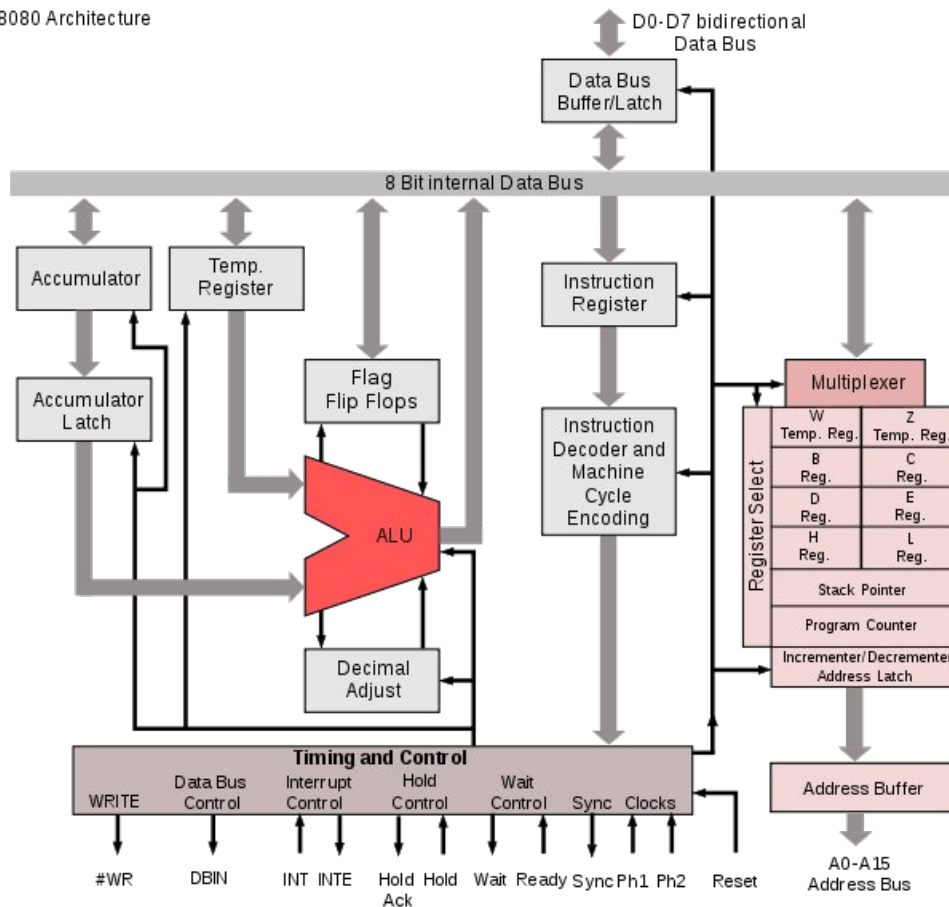 8080 Architecture
D0-D7 bidirectional
Data Bus
Data Bus
Buffer/Latch
8 Bit internal Data Bus
Accumulator
Temp.
Register
Instruction
Register
Flag
Flip Flops
Multiplexer
Accumulator
Latch
Instruction
Decoder and
Machine
Cycle
Encoding
Register Select
W
Temp. Reg.
Z
Temp. Reg.
B
Reg.
C
Reg.
D
Reg.
E
Reg.
H
Reg.
L
Reg.
Stack Pointer
Program Counter
Incrementer/Decrementer
Address Latch
ALU
Decimal
Adjust
Timing and Control
WRITE
Data Bus
Control
Interrupt
Control
Hold
Control
Wait
Control
Sync
Clocks
Address Buffer
#WR
DBIN
INT
INTE
Hold
Ack
Hold
Wait
Ready
Sync
Ph1
Ph2
Reset
A0-A15
Address Bus